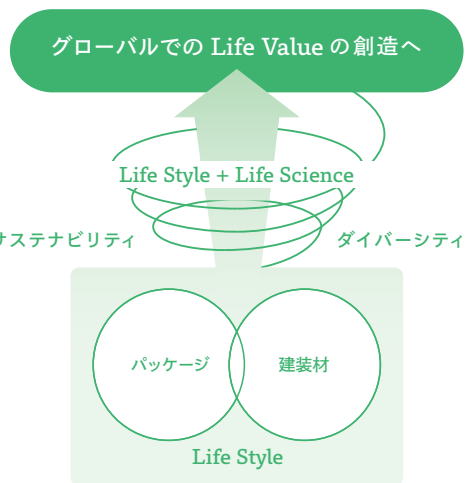 グローバルでの Life Value の創造へ
Life Style + Life Science
サステナビリティ
ダイバーシティ
パッケージ
建装材
Life Style